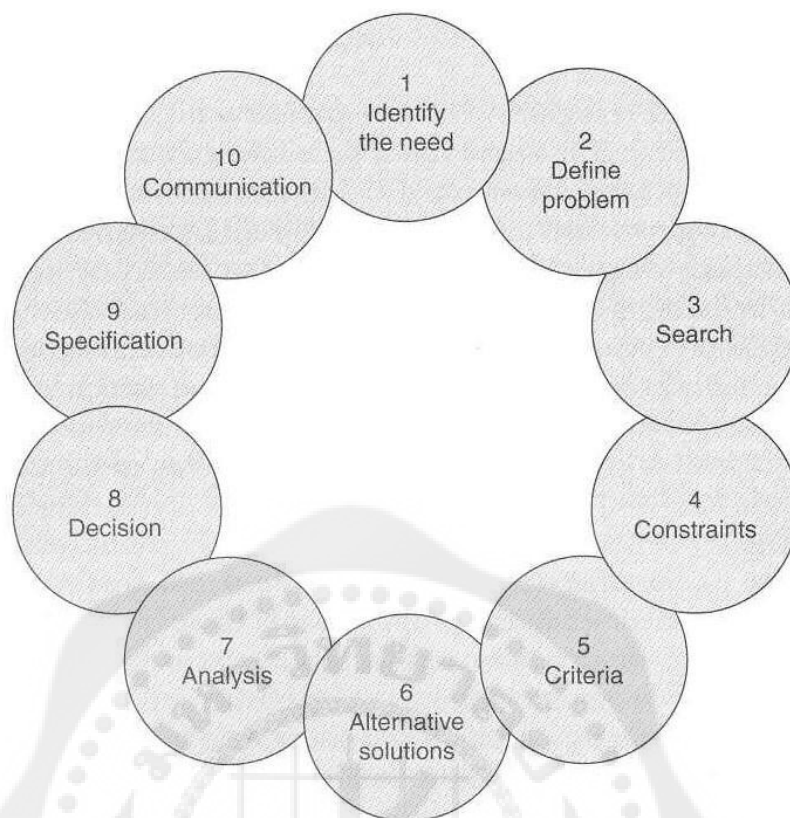 1
Identify
the need
2
Define
problem
3
Search
4
Constraints
5
Criteria
6
Alternative
solutions
7
Analysis
8
Decision
9
Specification
10
Communication